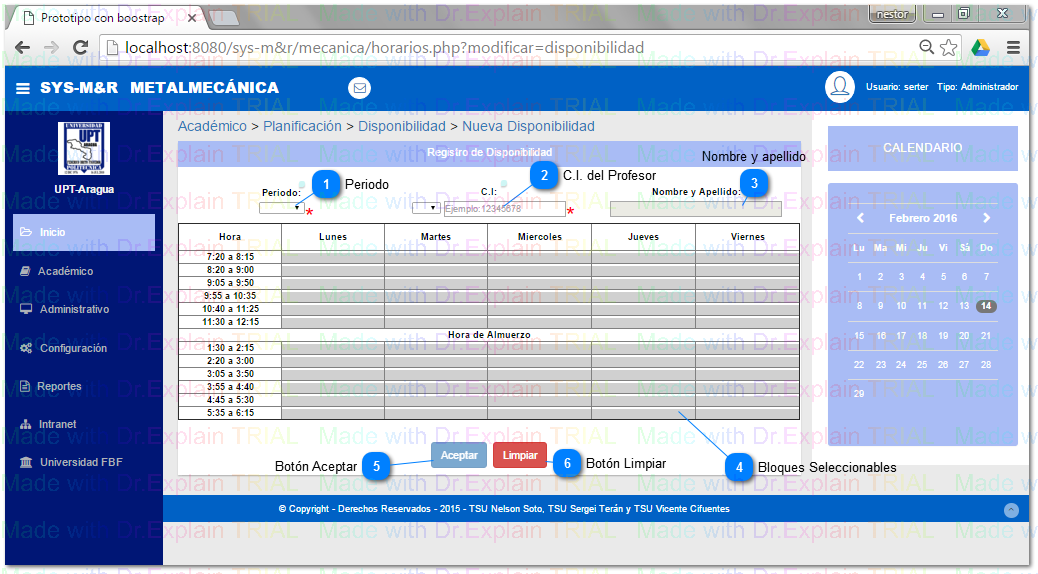 Prototipo con boostrap
nestor
localhost:8080/sys-m&r/mecanica/horarios.php?modificar=disponibilidad
SYS-M&R METALMECÁNICA
Usuario: serter Tipo: Administrador
UNIVERSIDAD
UPT
ARAGUA
UPT-Aragua
Inicio
Académico
Administrativo
Configuración
Reportes
Intranet
Universidad FBF
Académico > Planificación > Disponibilidad > Nueva Disponibilidad
Registro de Disponibilidad
Nombre y apellido
1 Periodo
2 C.I. del Profesor
3
Periodo:
*
C.I:
Ejemplo:12345678
*
Nombre y Apellido:
Hora Lunes Martes Miercoles Jueves Viernes
7:20 a 8:15
8:20 a 9:00
9:05 a 9:50
9:55 a 10:35
10:40 a 11:25
11:30 a 12:15
Hora de Almuerzo
1:30 a 2:15
2:20 a 3:00
3:05 a 3:50
3:55 a 4:40
4:45 a 5:30
5:35 a 6:15
Botón Aceptar 5
Aceptar
Limpiar
6 Botón Limpiar
4 Bloques Seleccionables
CALENDARIO
Febrero 2016
Lu Ma Mi Ju Vi Sá Do
1 2 3 4 5 6 7
8 9 10 11 12 13 14
15 16 17 18 19 20 21
22 23 24 25 26 27 28
29
© Copyright - Derechos Reservados - 2015 - TSU Nelson Soto, TSU Sergei Terán y TSU Vicente Cifuentes
Made with Dr.Explain TRIAL